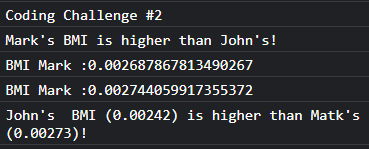 Coding Challenge #2
Mark's BMI is higher than John's!
BMI Mark :0.002687867813490267
BMI Mark :0.002744059917355372
John's  BMI (0.00242) is higher than Matk's
(0.00273)!